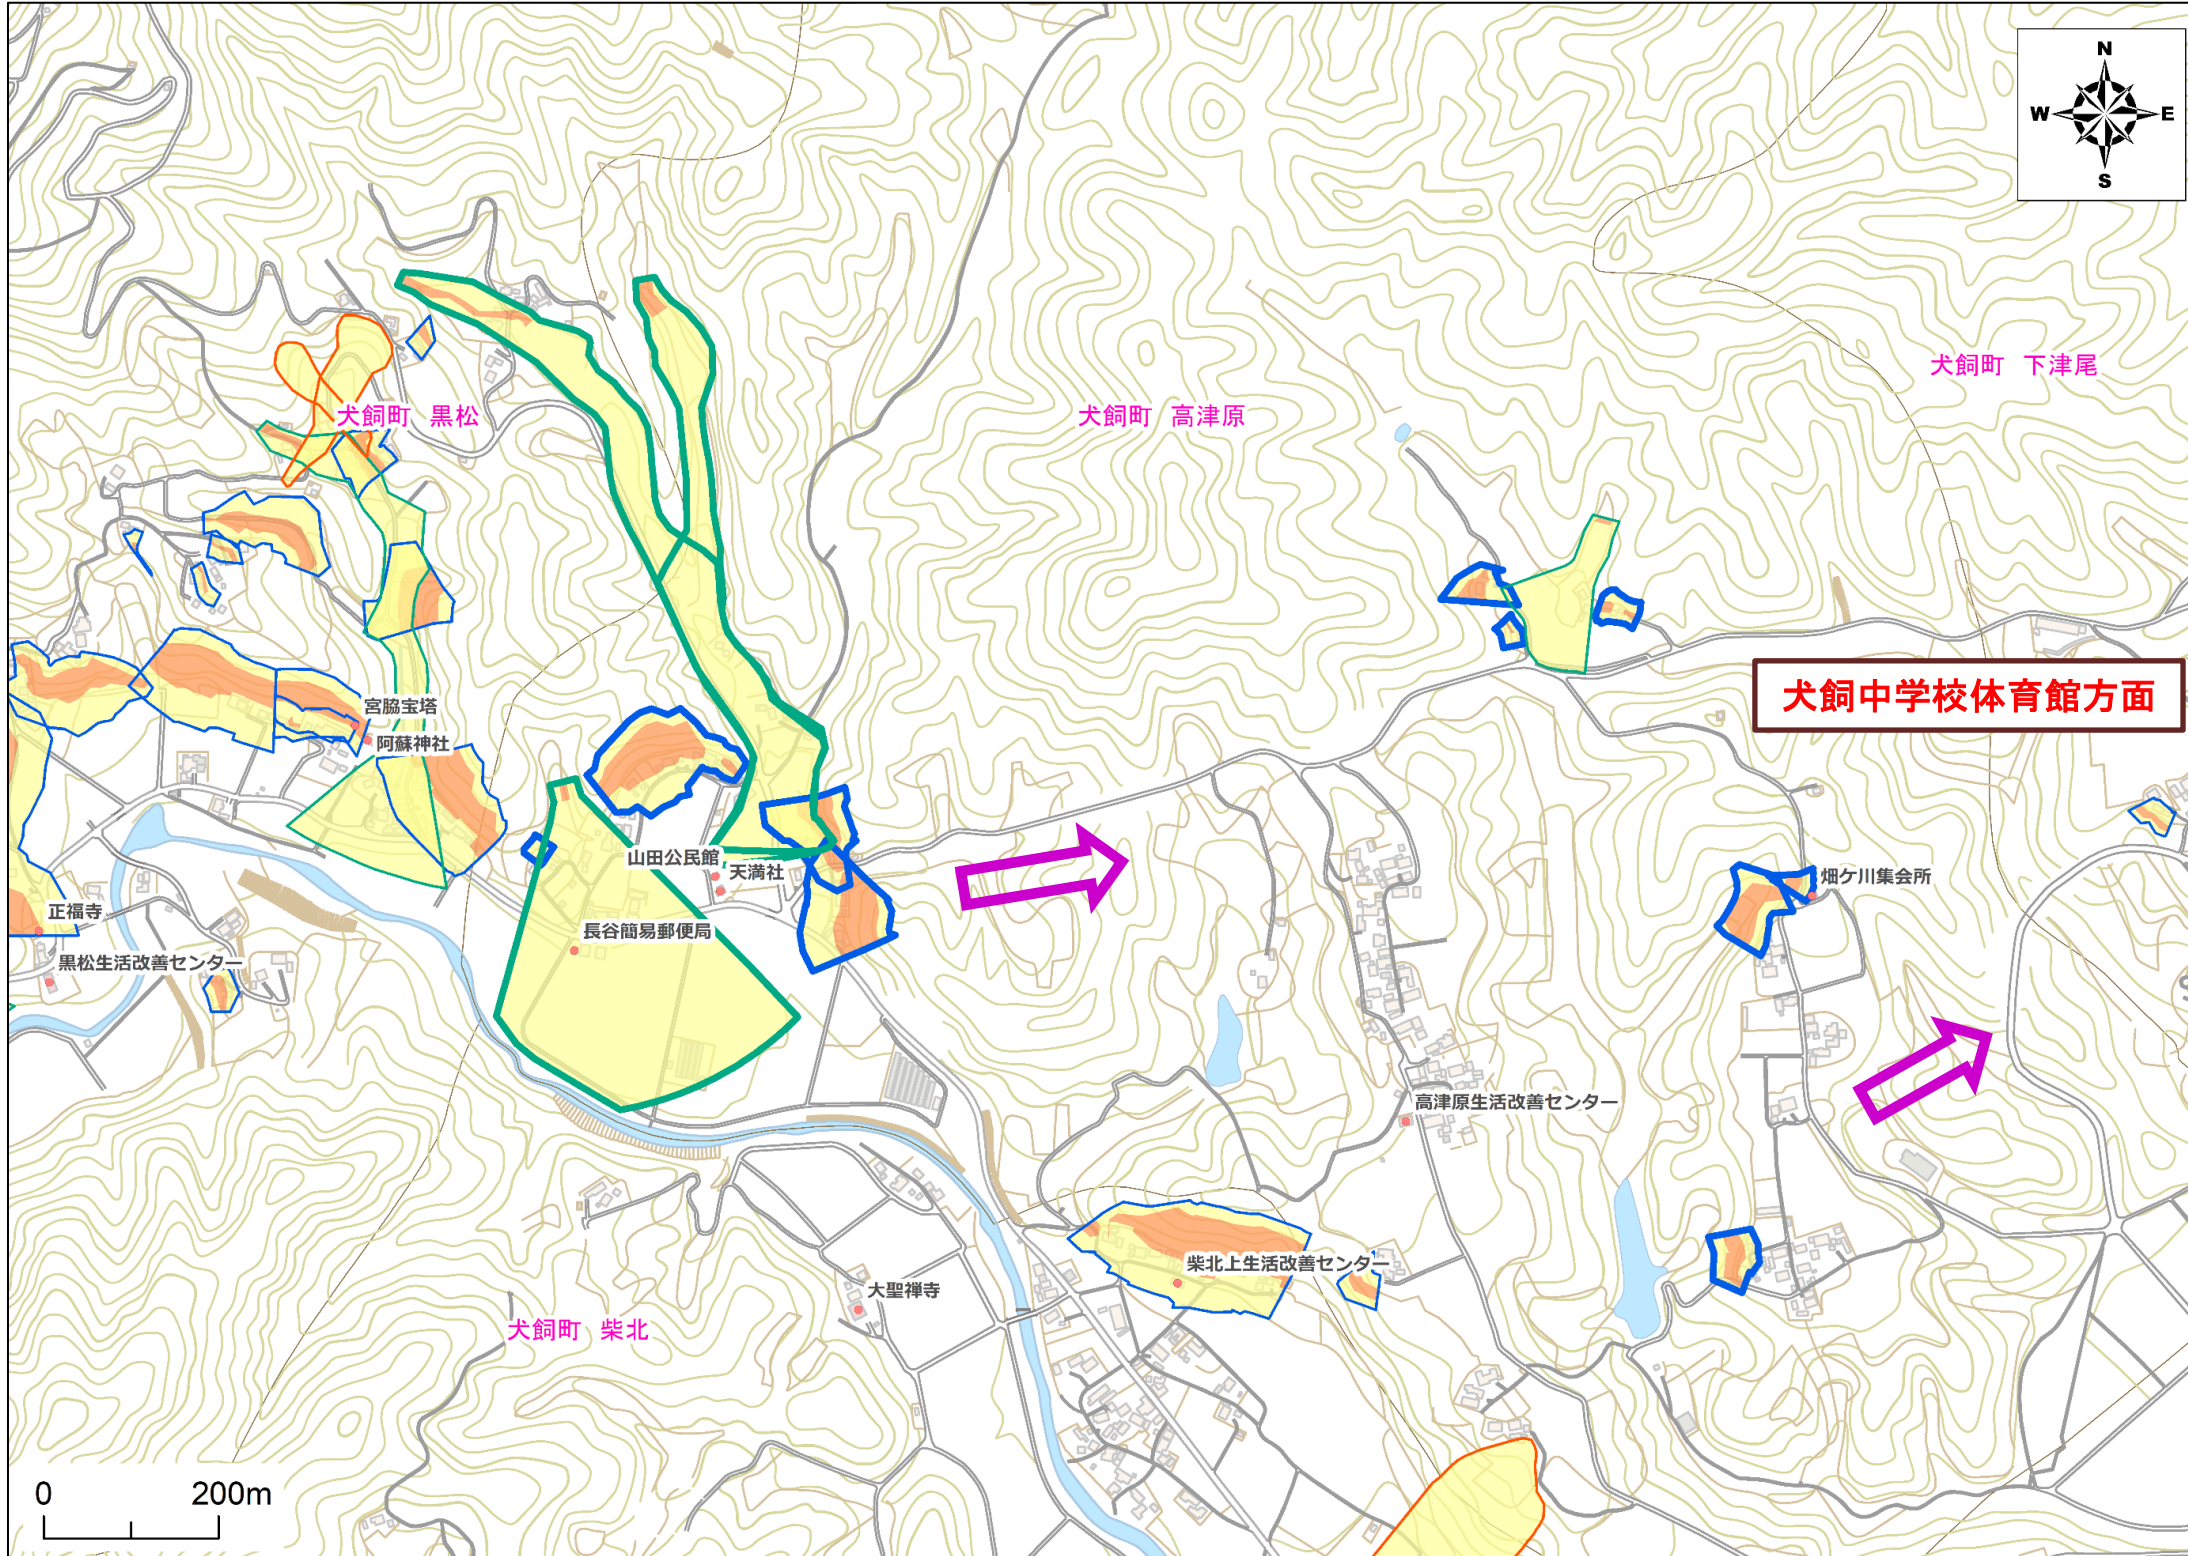 N
W E
S
犬飼町 下津尾
犬飼町 黒松
犬飼町 高津原
犬飼中学校体育館方面
宮脇宝塔
阿蘇神社
山田公民館
天満社
畑ケ川集会所
正福寺
長谷簡易郵便局
黒松生活改善センター
高津原生活改善センター
柴北上生活改善センター
大聖禅寺
犬飼町 柴北
0 200m